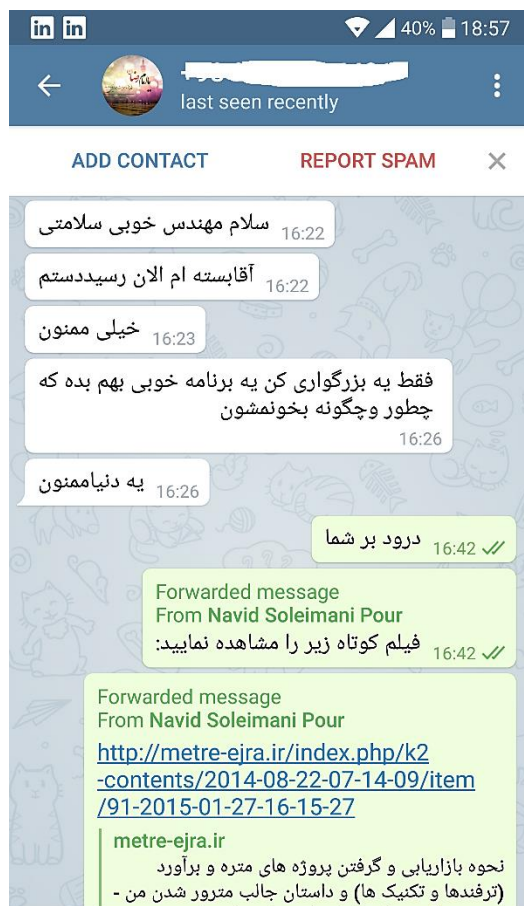 in in 40% 18:57
last seen recently
ADD CONTACT REPORT SPAM ×
سلام مهندس خوبی سلامتی 16:22
آقابسته ام الان رسیددستم 16:22
خیلی ممنون 16:23
فقط یه بزرگواری کن یه برنامه خوبی بهم بده که
چطور وچگونه بخونمشون
16:26
یه دنیاممنون 16:26
درود بر شما 16:42
Forwarded message
From Navid Soleimani Pour
فیلم کوتاه زیر را مشاهده نمایید: 16:42
Forwarded message
From Navid Soleimani Pour
http://metre-ejra.ir/index.php/k2
-contents/2014-08-22-07-14-09/item
/91-2015-01-27-16-15-27
metre-ejra.ir
نحوه بازاریابی و گرفتن پروژه های متره و برآورد
(ترفندها و تکنیک ها) و داستان جالب مترور شدن من -